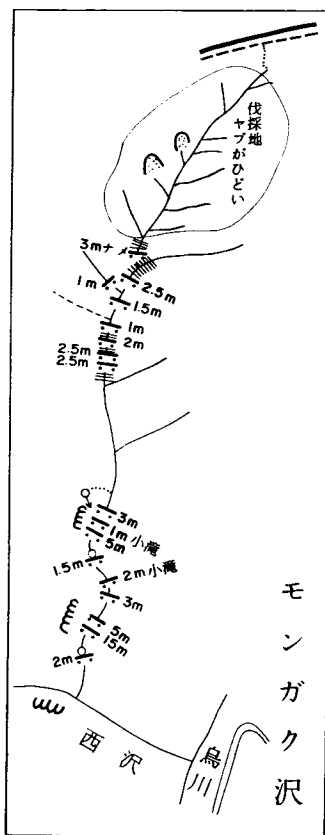 伐採地
ヤブがひどい
3mナメ
1m
2.5m
1.5m
1m
2m
2.5m
2.5m
3m
1m小滝
5m
1.5m
2m小滝
3m
5m
15m
2m
モンガク沢
西沢
烏川